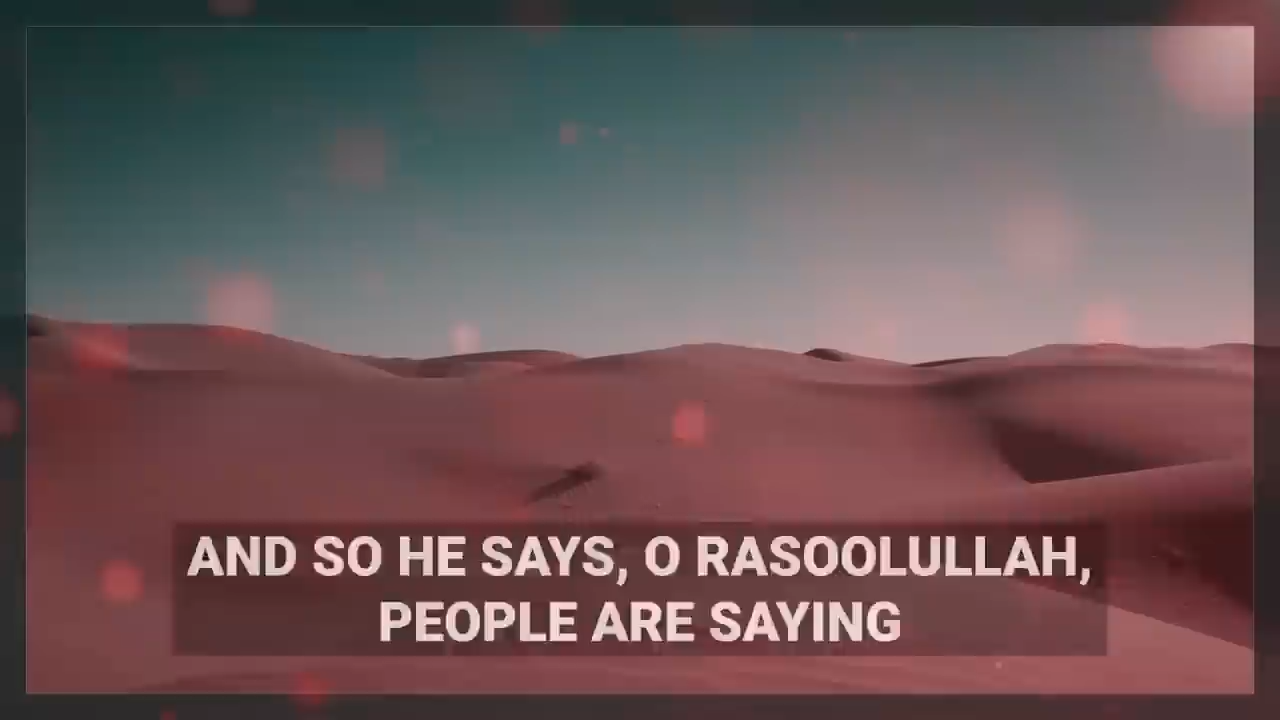 AND SO HE SAYS, O RASOOLULLAH,
PEOPLE ARE SAYING